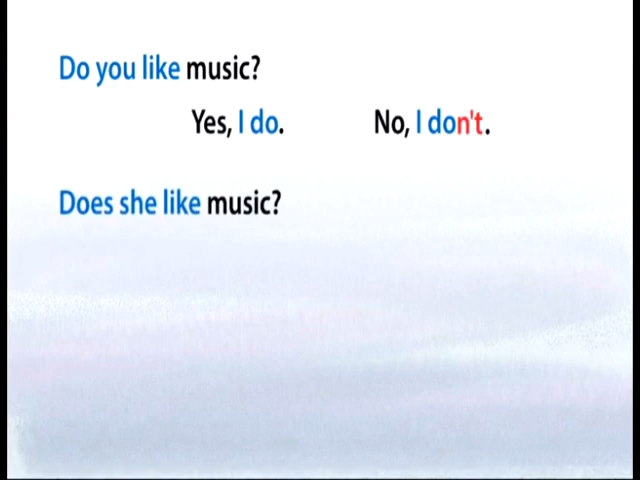 Do you like music?
Yes, I do. No, I don't.
Does she like music?